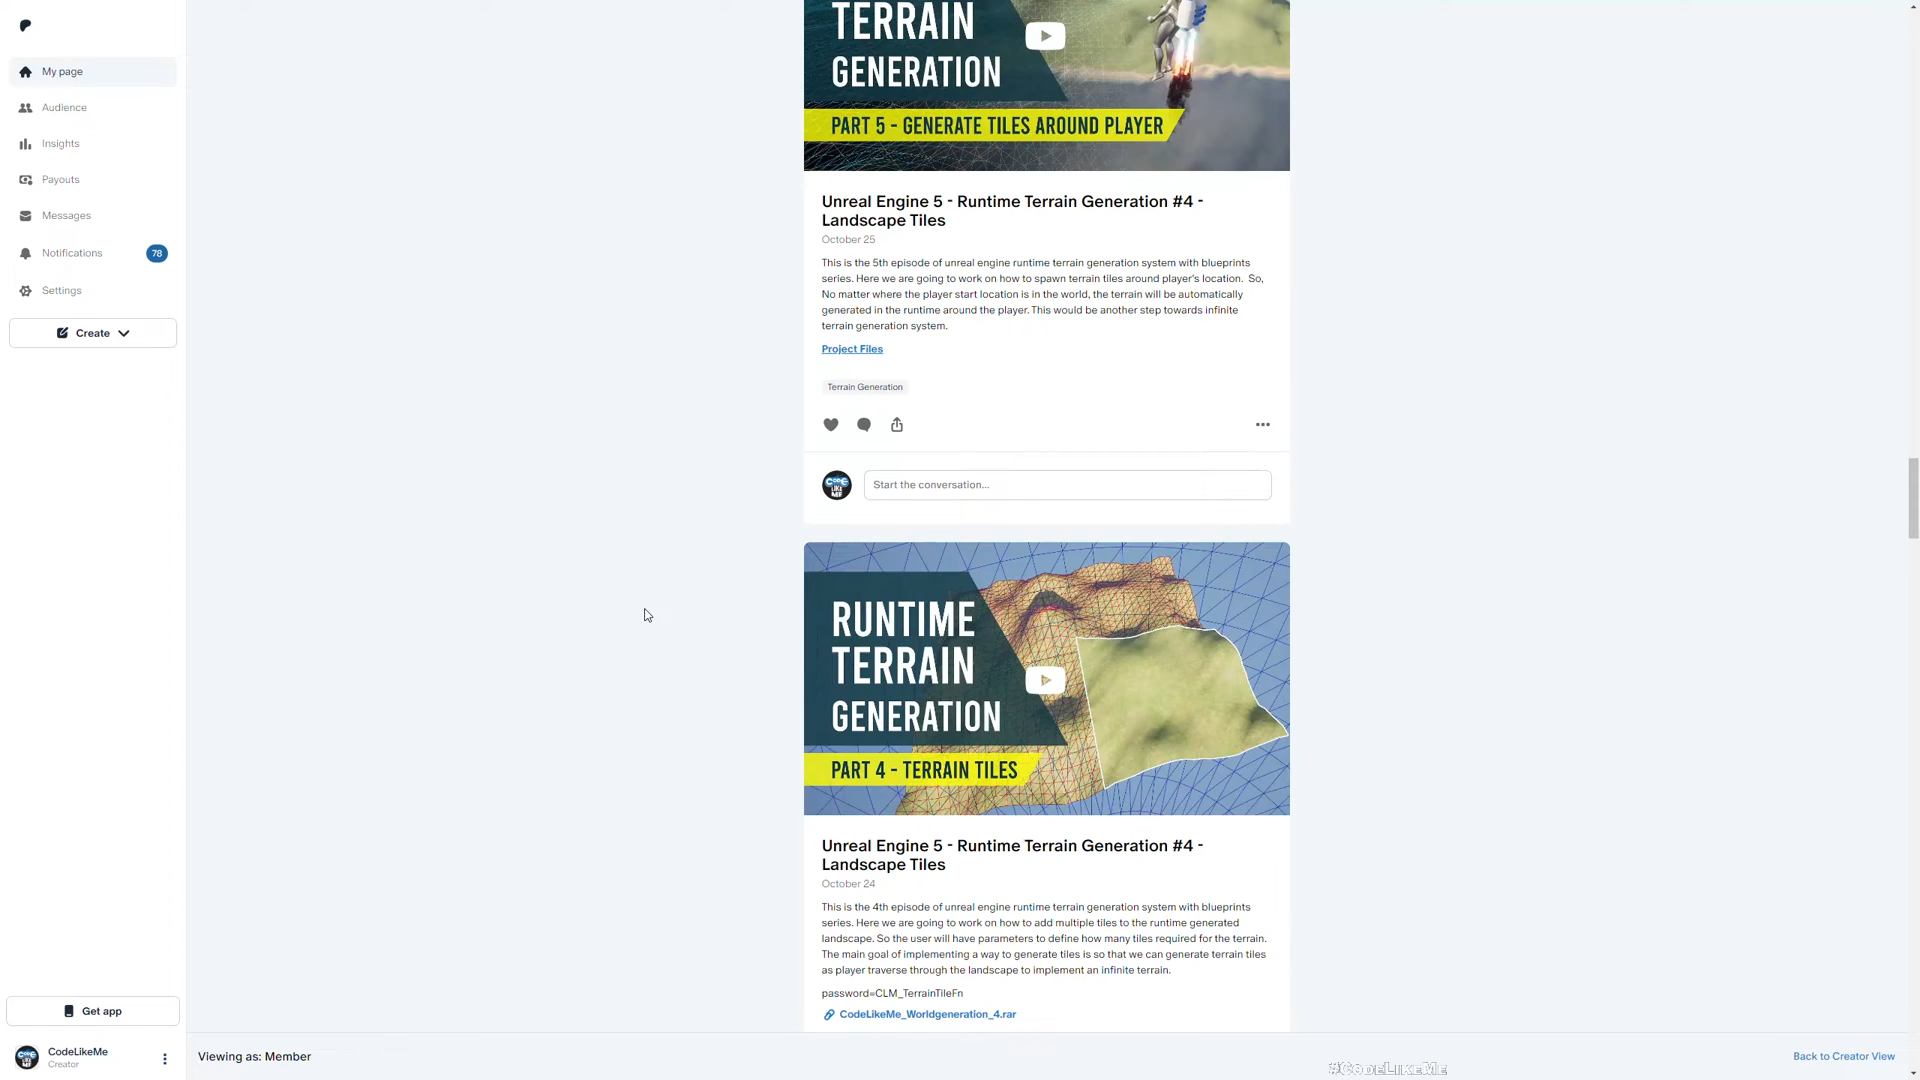 My page
Audience
Insights
Payouts
Messages
Notifications 78
Settings
Create
TERRAIN
GENERATION
PART 5 - GENERATE TILES AROUND PLAYER
Unreal Engine 5 - Runtime Terrain Generation #4 -
Landscape Tiles
October 25
This is the 5th episode of unreal engine runtime terrain generation system with blueprints
series. Here we are going to work on how to spawn terrain tiles around player's location. So,
No matter where the player start location is in the world, the terrain will be automatically
generated in the runtime around the player. This would be another step towards infinite
terrain generation system.
Project Files
Terrain Generation
CODE
LIKE
ME
Start the conversation...
RUNTIME
TERRAIN
GENERATION
PART 4 - TERRAIN TILES
Unreal Engine 5 - Runtime Terrain Generation #4 -
Landscape Tiles
October 24
This is the 4th episode of unreal engine runtime terrain generation system with blueprints
series. Here we are going to work on how to add multiple tiles to the runtime generated
landscape. So the user will have parameters to define how many tiles required for the terrain.
The main goal of implementing a way to generate tiles is so that we can generate terrain tiles
as player traverse through the landscape to implement an infinite terrain.
password=CLM_TerrainTileFn
CodeLikeMe_Worldgeneration_4.rar
Get app
CodeLikeMe
Creator
Viewing as: Member
#CodeLikeMe
Back to Creator View